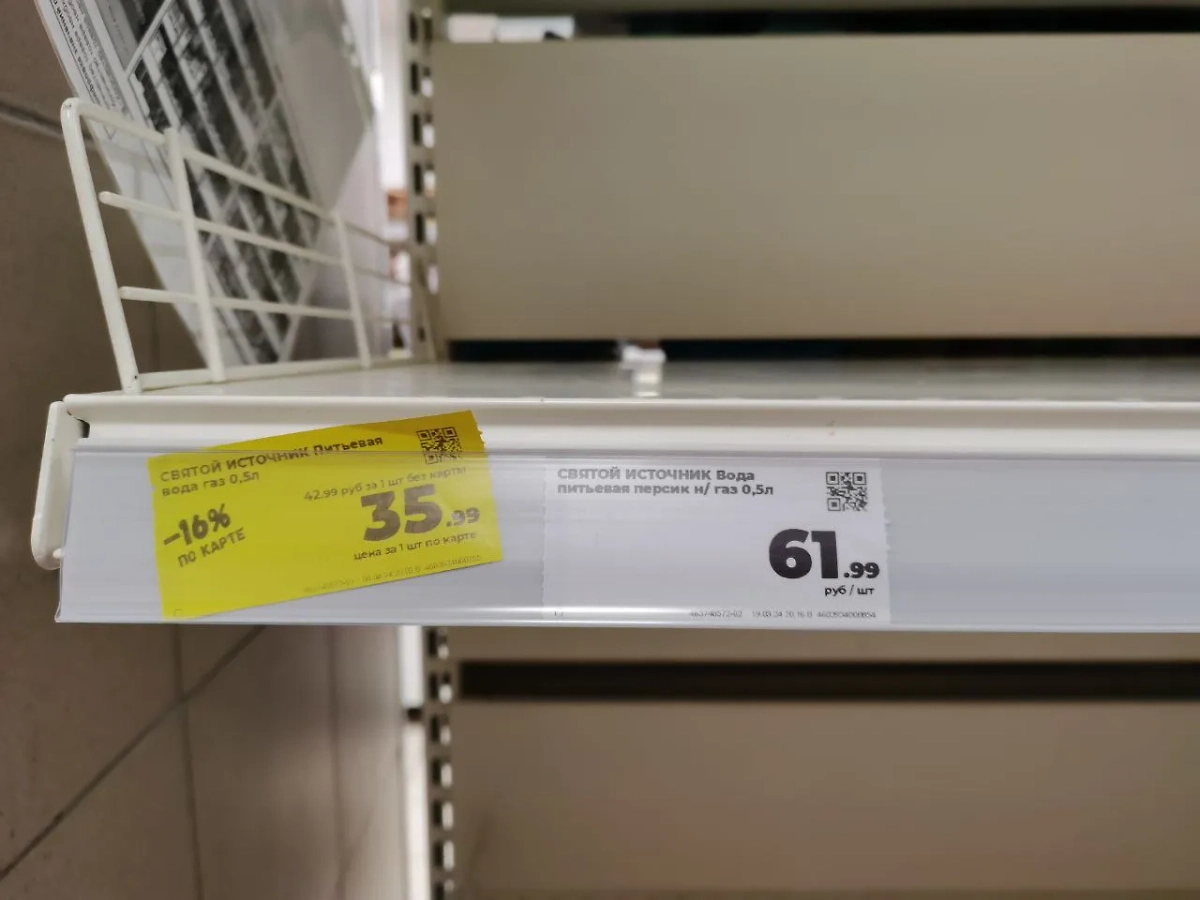 СВЯТОЙ ИСТОЧНИК Питьевая
вода газ 0,5л
42.99 руб за 1 шт без карты
-16%
ПО КАРТЕ
35.99
цена за 1 шт по карте
СВЯТОЙ ИСТОЧНИК Вода
питьевая персик н/ газ 0,5л
61.99
руб / шт